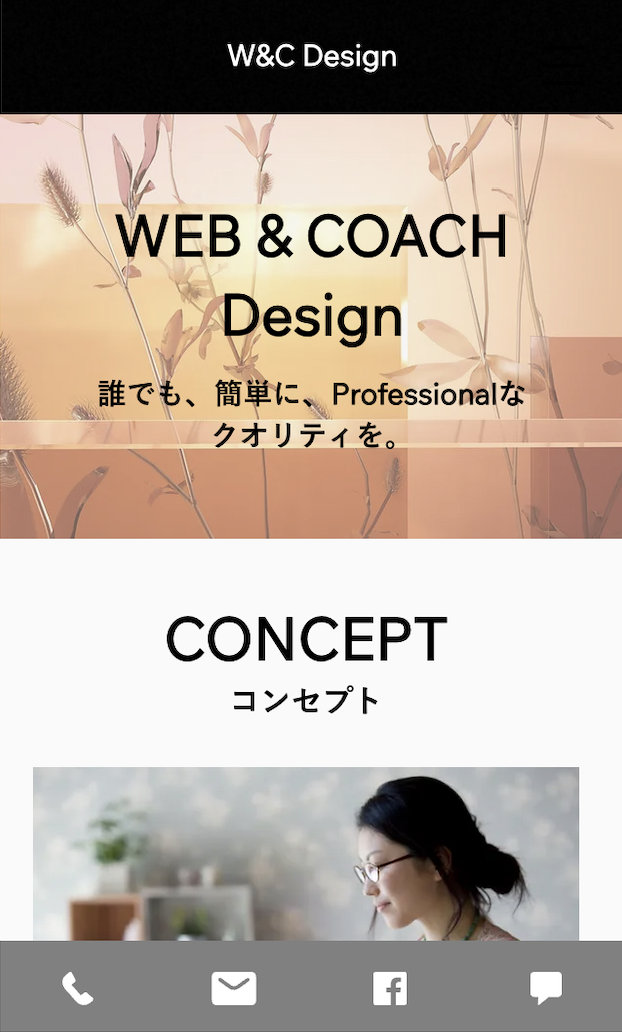 W&C Design
WEB & COACH
Design
誰でも、簡単に、Professionalな
クオリティを。
CONCEPT
コンセプト